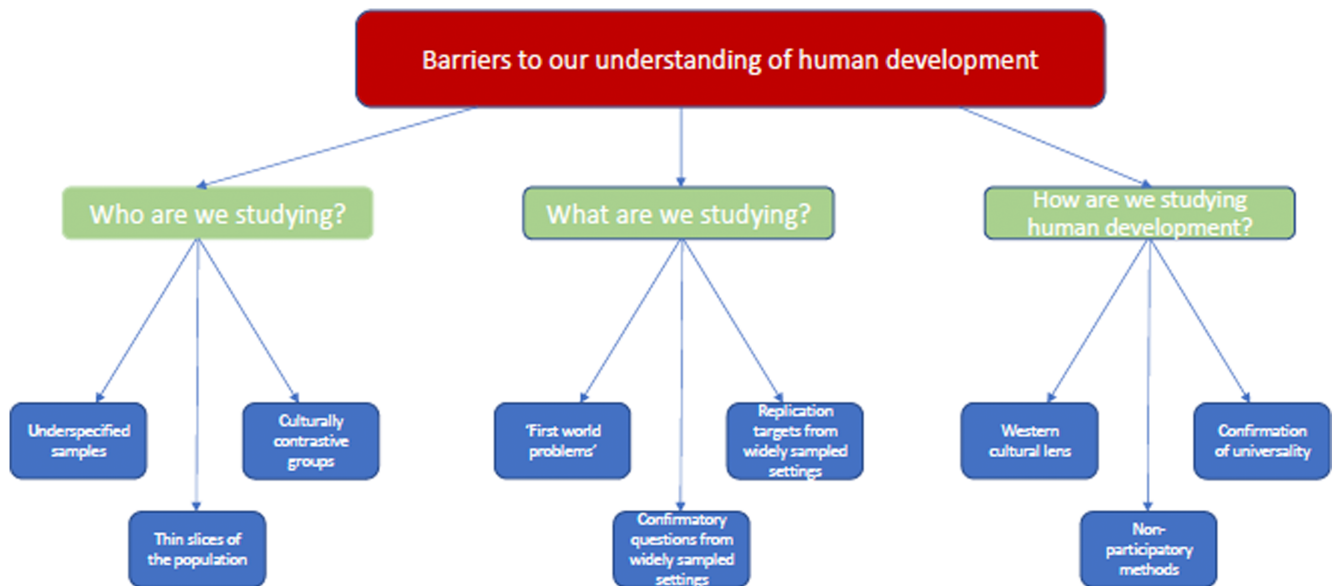 Barriers to our understanding of human development
Who are we studying?
What are we studying?
How are we studying
human development?
Underspecified
samples
Culturally
contrastive
groups
'First world
problems'
Replication
targets from
widely sampled
settings
Western
cultural lens
Confirmation
of universality
Thin slices of
the population
Confirmatory
questions from
widely sampled
settings
Non-
participatory
methods